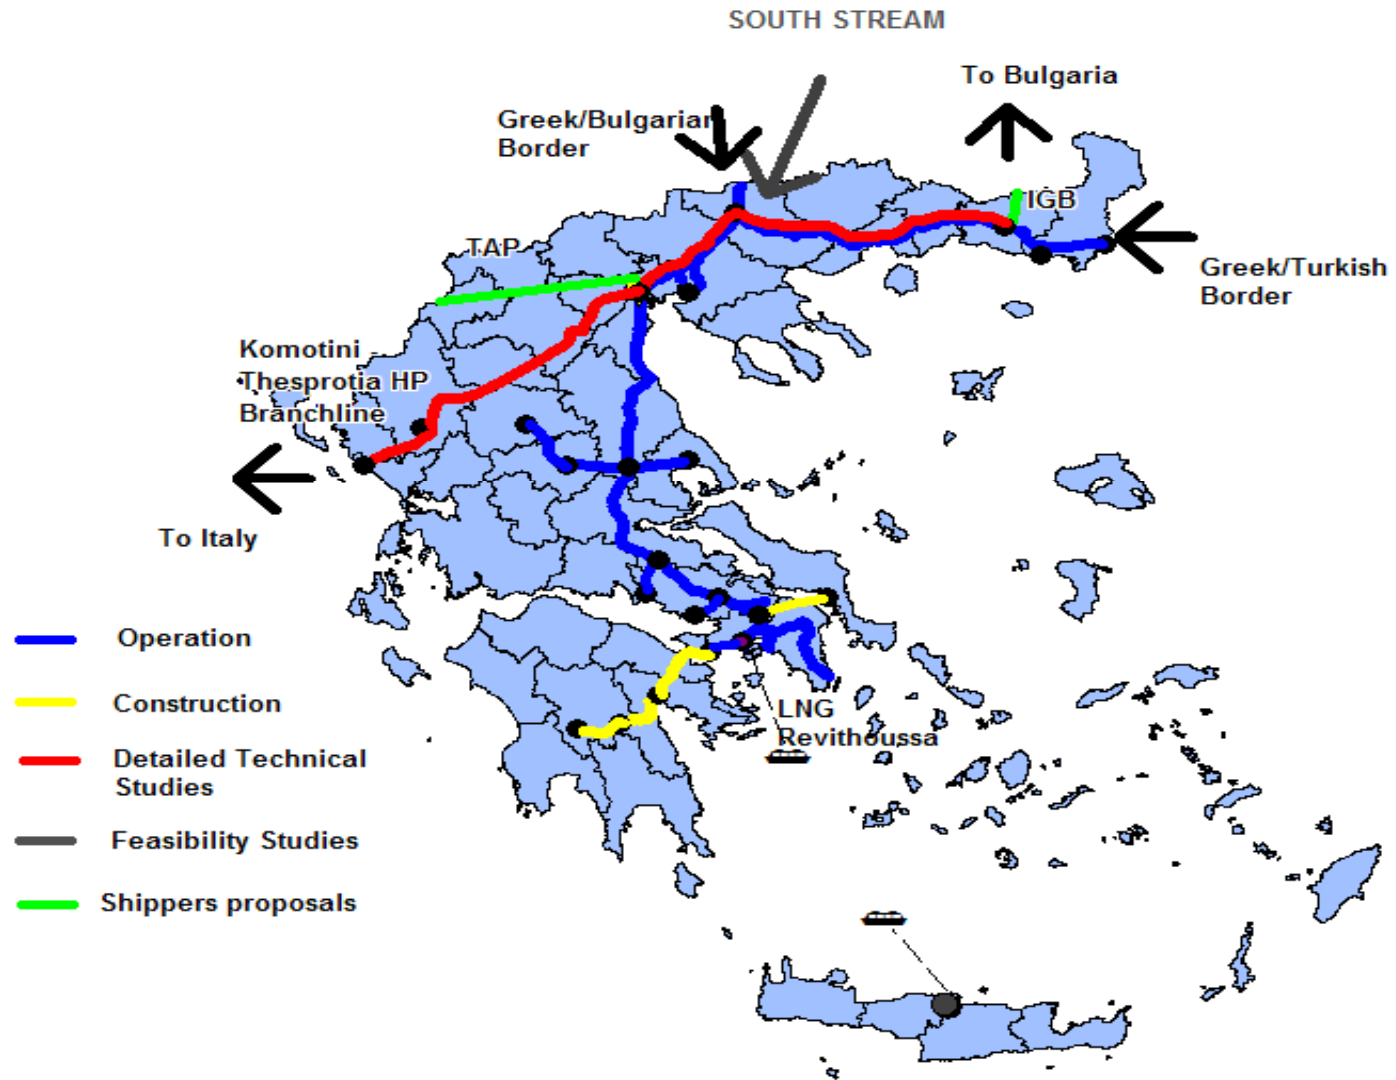 SOUTH STREAM
To Bulgaria
Greek/Bulgarian
Border
IGB
TAP
Greek/Turkish
Border
Komotini -
Thesprotia HP
Branchline
To Italy
Operation
Construction
LNG
Revithoussa
Detailed Technical
Studies
Feasibility Studies
Shippers proposals